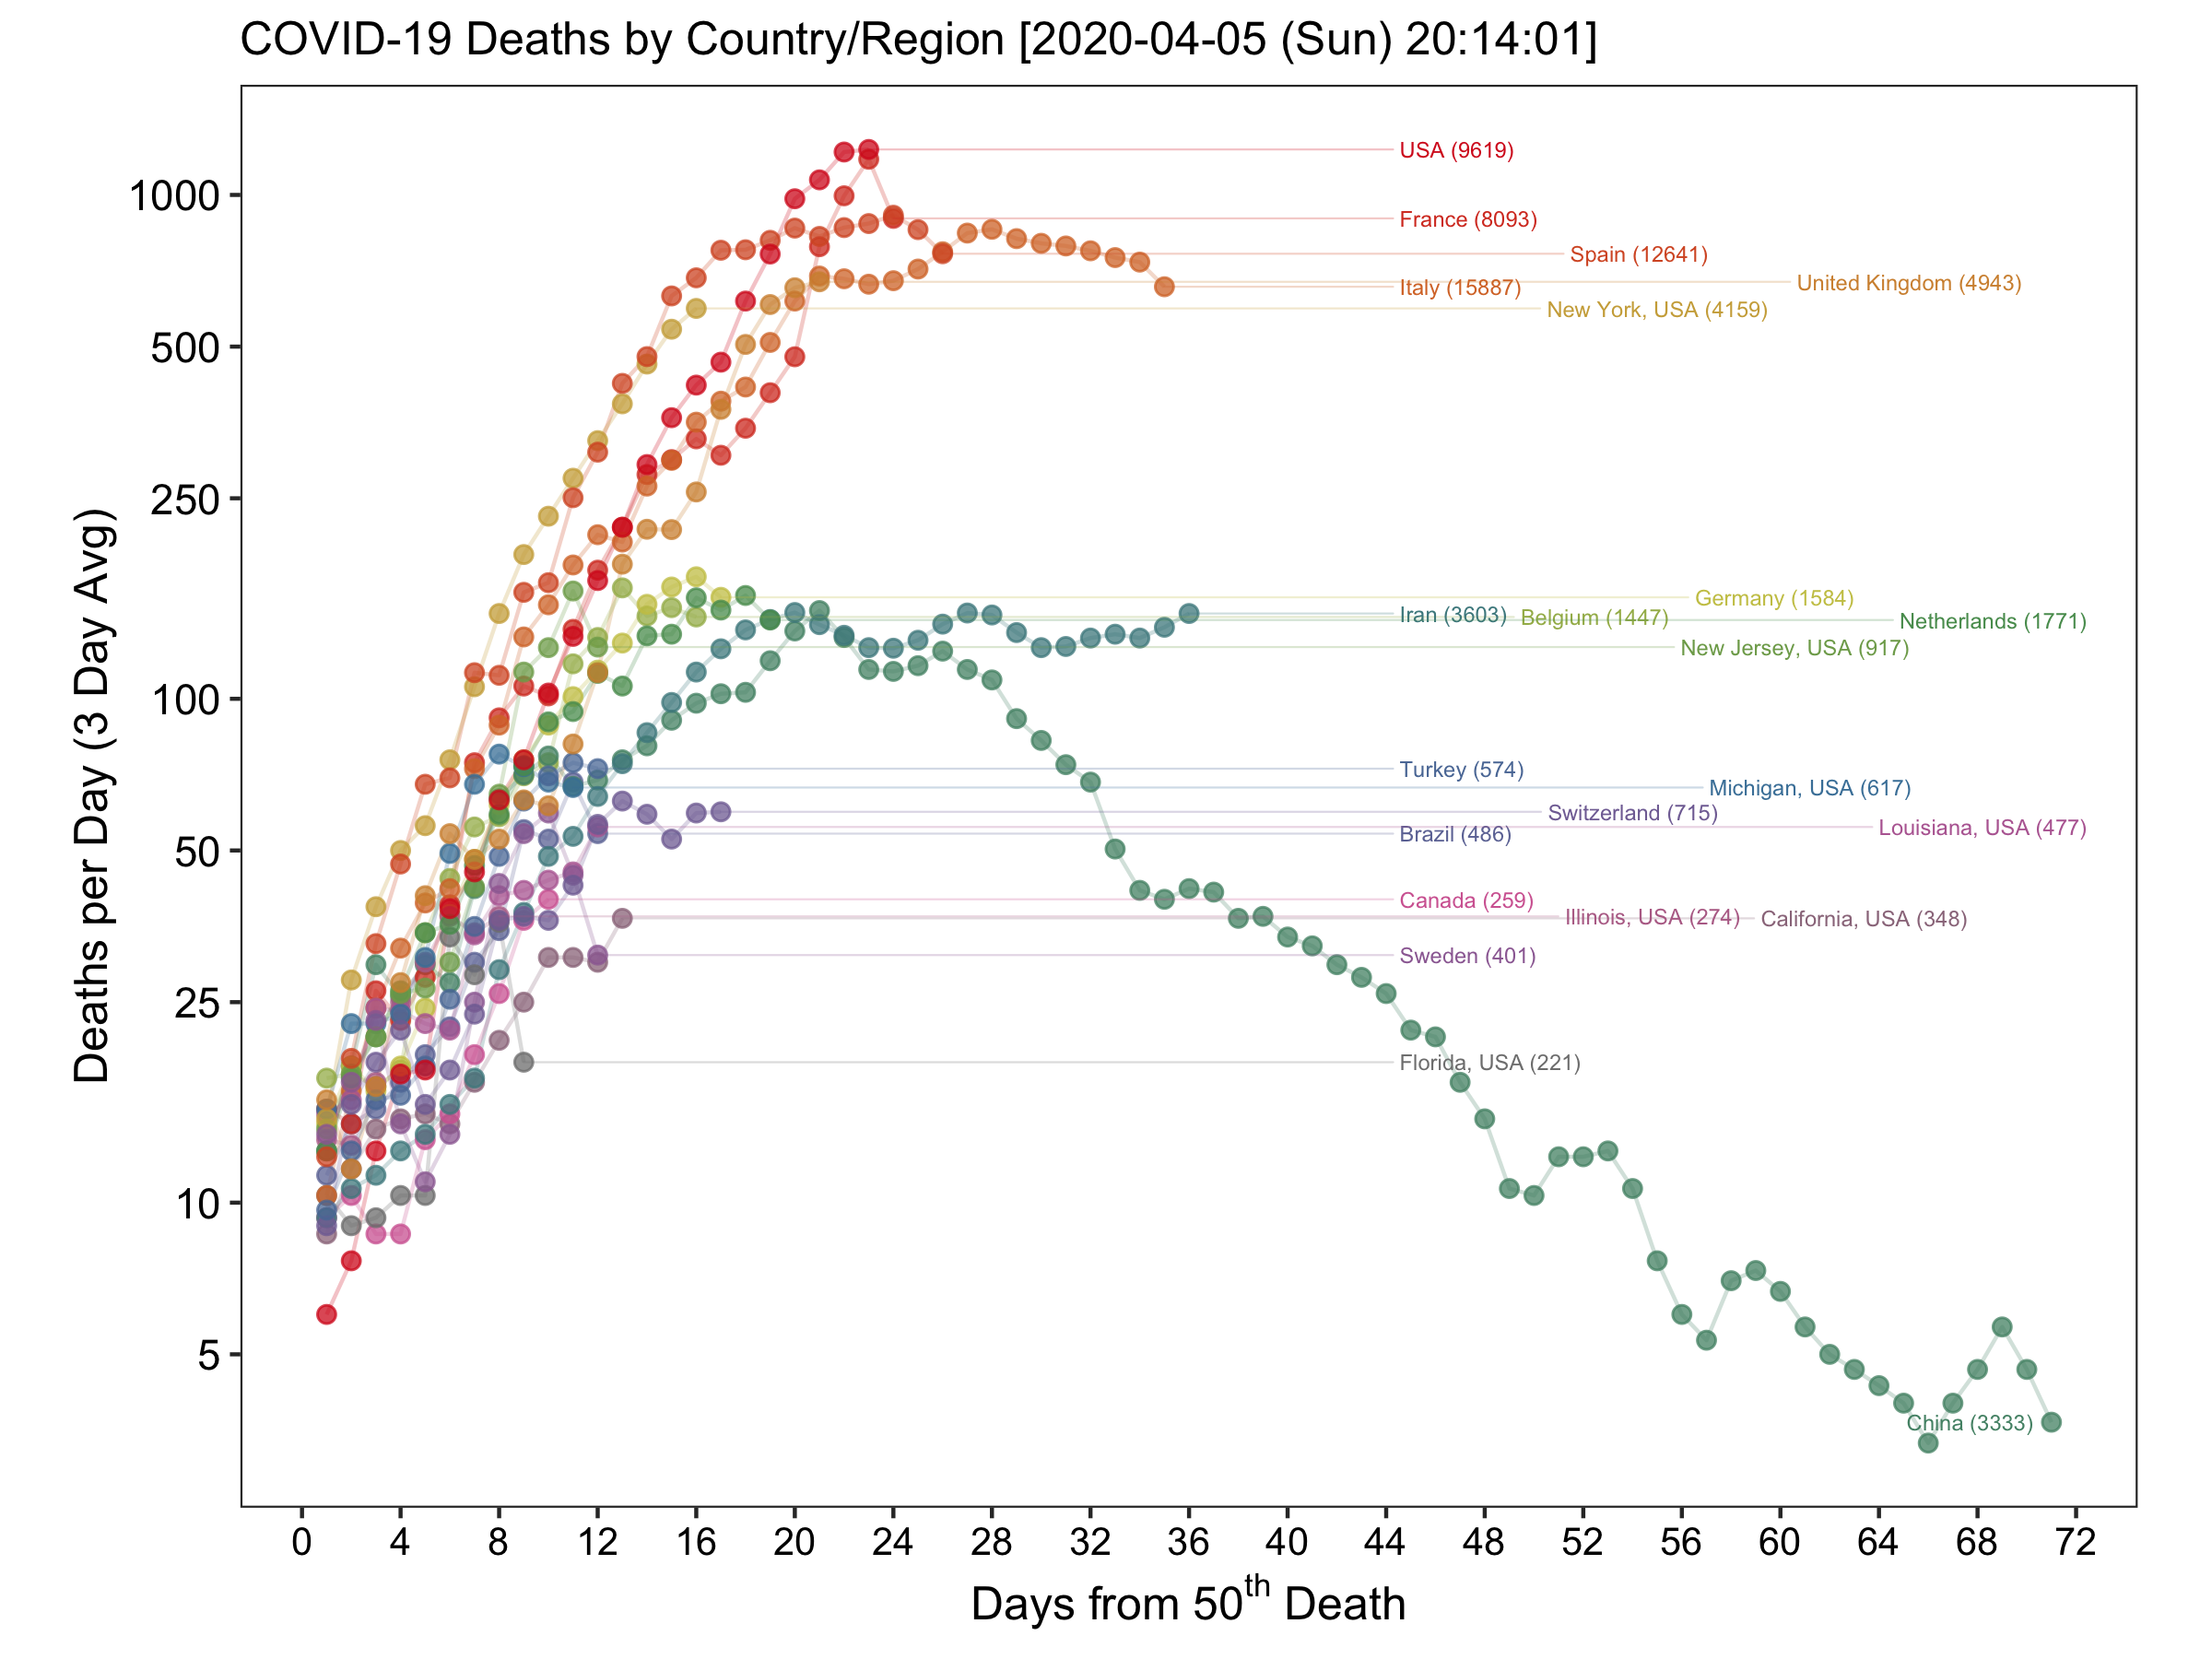 COVID-19 Deaths by Country/Region [2020-04-05 (Sun) 20:14:01]
Deaths per Day (3 Day Avg)
1000
500
250
100
50
25
10
5
USA (9619)
France (8093)
Spain (12641)
United Kingdom (4943)
Italy (15887)
New York, USA (4159)
Germany (1584)
Iran (3603)
Belgium (1447)
Netherlands (1771)
New Jersey, USA (917)
Turkey (574)
Michigan, USA (617)
Switzerland (715)
Louisiana, USA (477)
Brazil (486)
Canada (259)
Illinois, USA (274)
California, USA (348)
Sweden (401)
Florida, USA (221)
China (3333)
0 4 8 12 16 20 24 28 32 36 40 44 48 52 56 60 64 68 72
Days from 50th Death